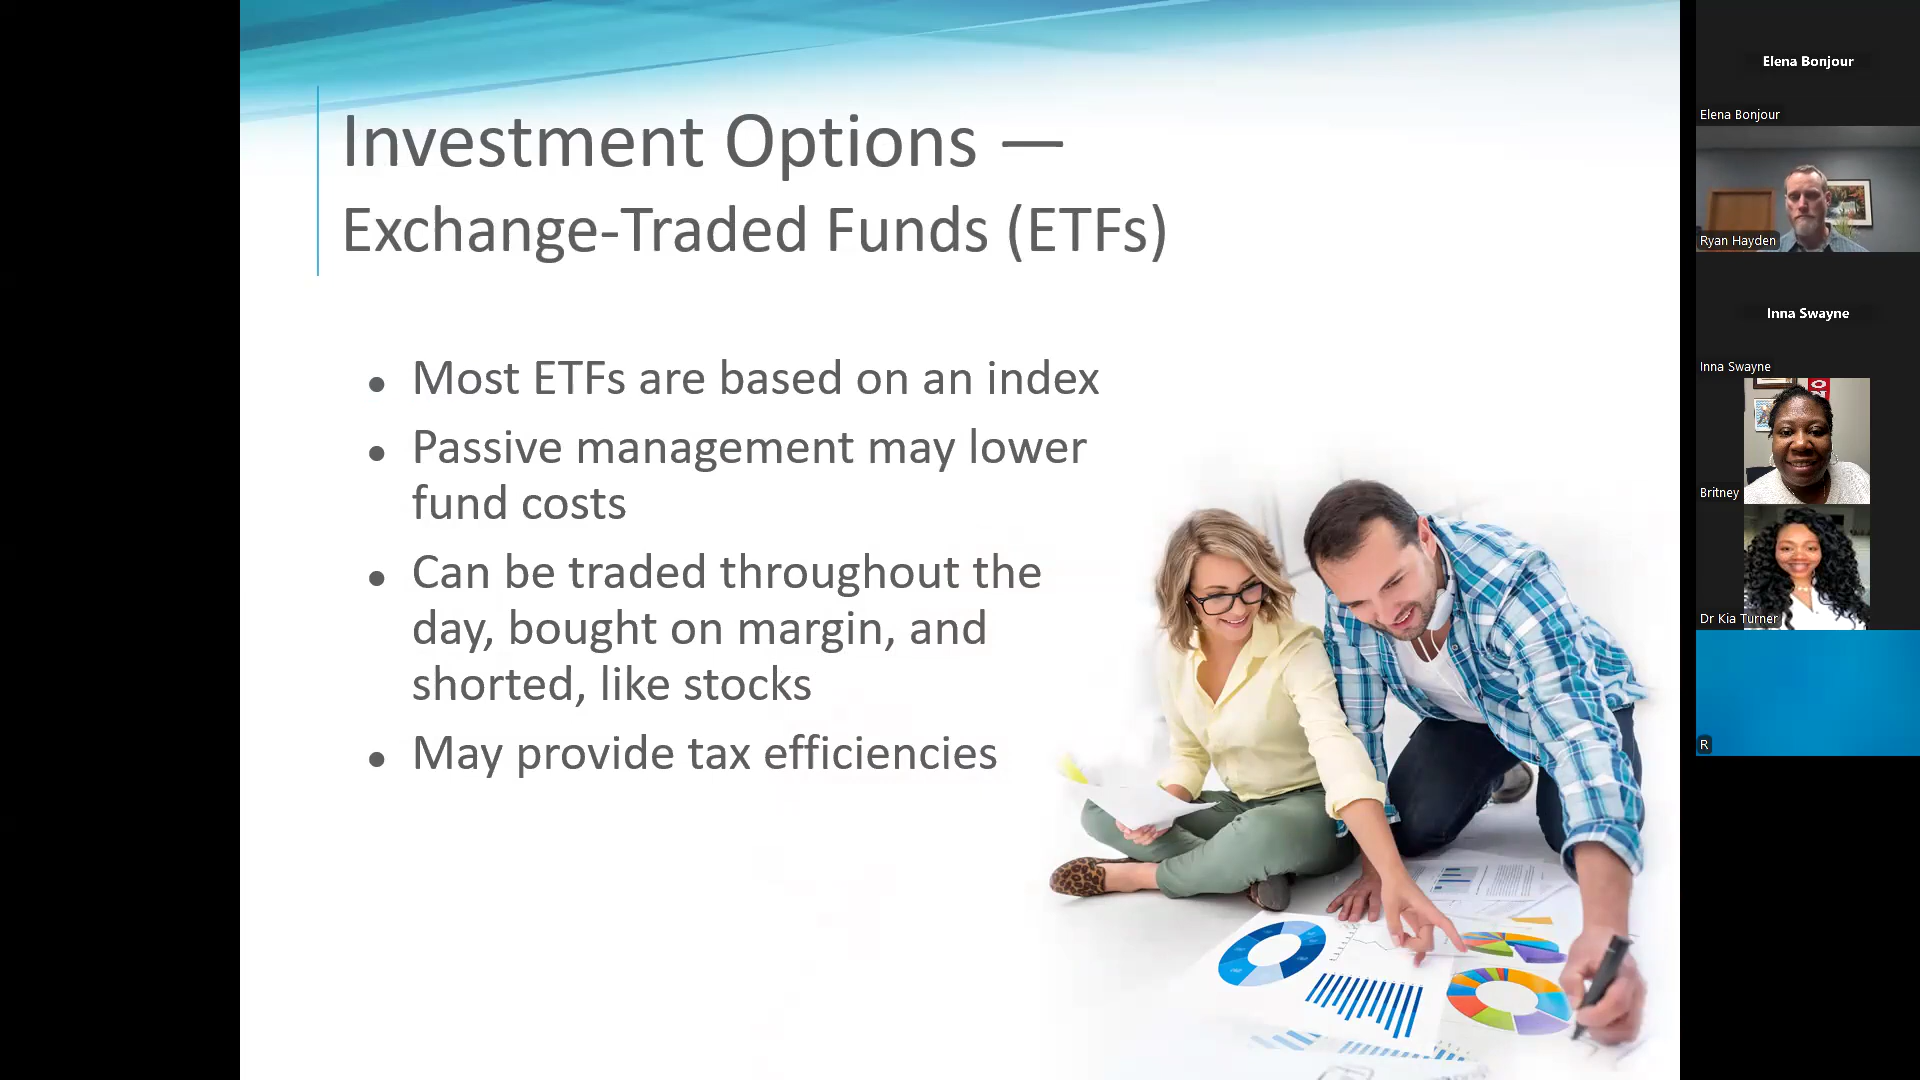 Investment Options —
Exchange-Traded Funds (ETFs)
● Most ETFs are based on an index
● Passive management may lower
fund costs
● Can be traded throughout the
day, bought on margin, and
shorted, like stocks
● May provide tax efficiencies
Elena Bonjour
Elena Bonjour
Ryan Hayden
Inna Swayne
Inna Swayne
Britney
Dr Kia Turner
R